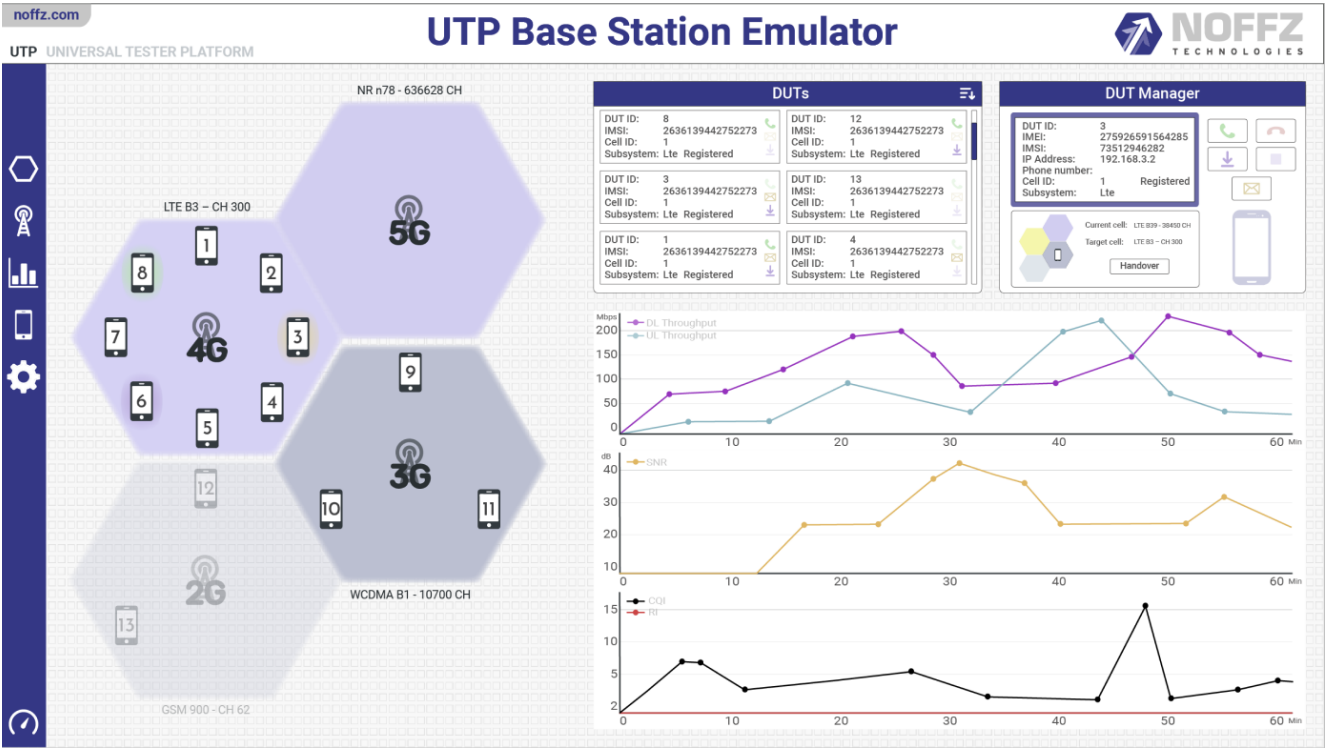 noffz.com
UTP Base Station Emulator
NOFFZ
TECHNOLOGIES
UTP UNIVERSAL TESTER PLATFORM
NR n78 - 636628 CH
5G
LTE B3 – CH 300
1
2
3
4
5
6
7
8
4G
9
10
11
3G
WCDMA B1 - 10700 CH
12
13
2G
GSM 900 - CH 62
DUTs
DUT ID: 8
IMSI: 2636139442752273
Cell ID: 1
Subsystem: Lte Registered
DUT ID: 12
IMSI: 2636139442752273
Cell ID: 1
Subsystem: Lte Registered
DUT ID: 3
IMSI: 2636139442752273
Cell ID: 1
Subsystem: Lte Registered
DUT ID: 13
IMSI: 2636139442752273
Cell ID: 1
Subsystem: Lte Registered
DUT ID: 1
IMSI: 2636139442752273
Cell ID: 1
Subsystem: Lte Registered
DUT ID: 4
IMSI: 2636139442752273
Cell ID: 1
Subsystem: Lte Registered
DUT Manager
DUT ID: 3
IMEI: 275926591564285
IMSI: 73512946282
IP Address: 192.168.3.2
Phone number:
Cell ID: 1 Registered
Subsystem: Lte
Current cell: LTE B39 - 38450 CH
Target cell: LTE B3 – CH 300
Handover
Mbps
DL Throughput
UL Throughput
200
150
100
50
0
0 10 20 30 40 50 60 Min
dB
SNR
40
30
20
10
0 10 20 30 40 50 60 Min
CQI
RI
15
10
5
2
0 10 20 30 40 50 60 Min